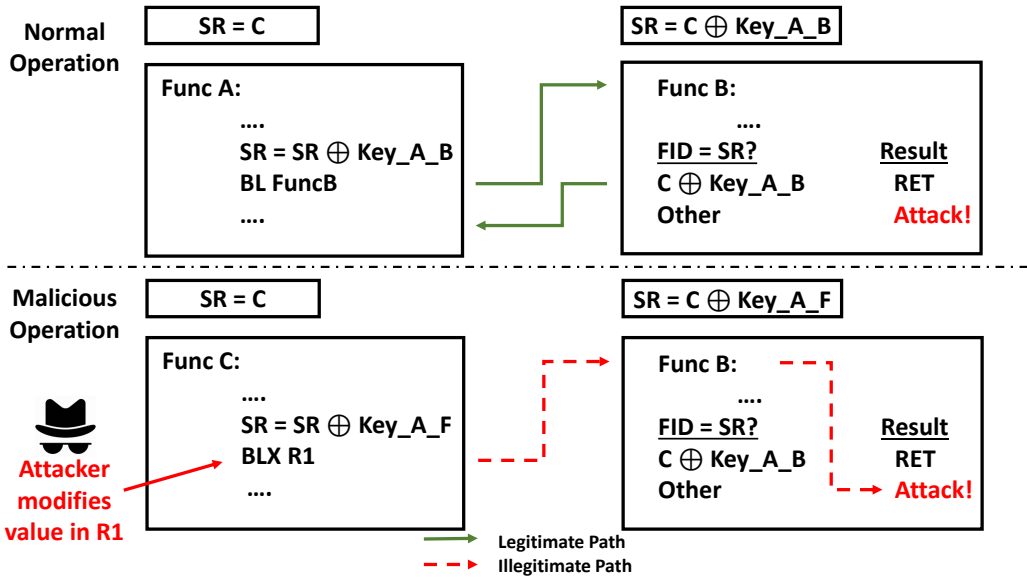 Normal
Operation
SR = C
SR = C ⊕ Key_A_B
Func A:
....
SR = SR ⊕ Key_A_B
BL FuncB
....
Func B:
....
FID = SR? Result
C ⊕ Key_A_B RET
Other Attack!
Malicious
Operation
SR = C
SR = C ⊕ Key_A_F
Func C:
....
SR = SR ⊕ Key_A_F
BLX R1
....
Attacker
modifies
value in R1
Func B:
....
FID = SR? Result
C ⊕ Key_A_B RET
Other Attack!
Legitimate Path
Illegitimate Path